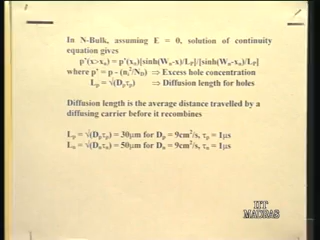 In N-Bulk, assuming E = 0, solution of continuity
equation gives
p'(x>xₙ) = p'(xₙ)[sinh(Wₙ-x)/Lₚ]/[sinh(Wₙ-xₙ)/Lₚ]
where p' = p - (nᵢ²/N_D) ⇒ Excess hole concentration
Lₚ = √(Dₚτₚ) ⇒ Diffusion length for holes
Diffusion length is the average distance travelled by a
diffusing carrier before it recombines
Lₚ = √(Dₚτₚ) = 30μm for Dₚ = 9cm²/s, τₚ = 1μs
Lₙ = √(Dₙτₙ) = 50μm for Dₙ = 9cm²/s, τₙ = 1μs
IIT
MADRAS